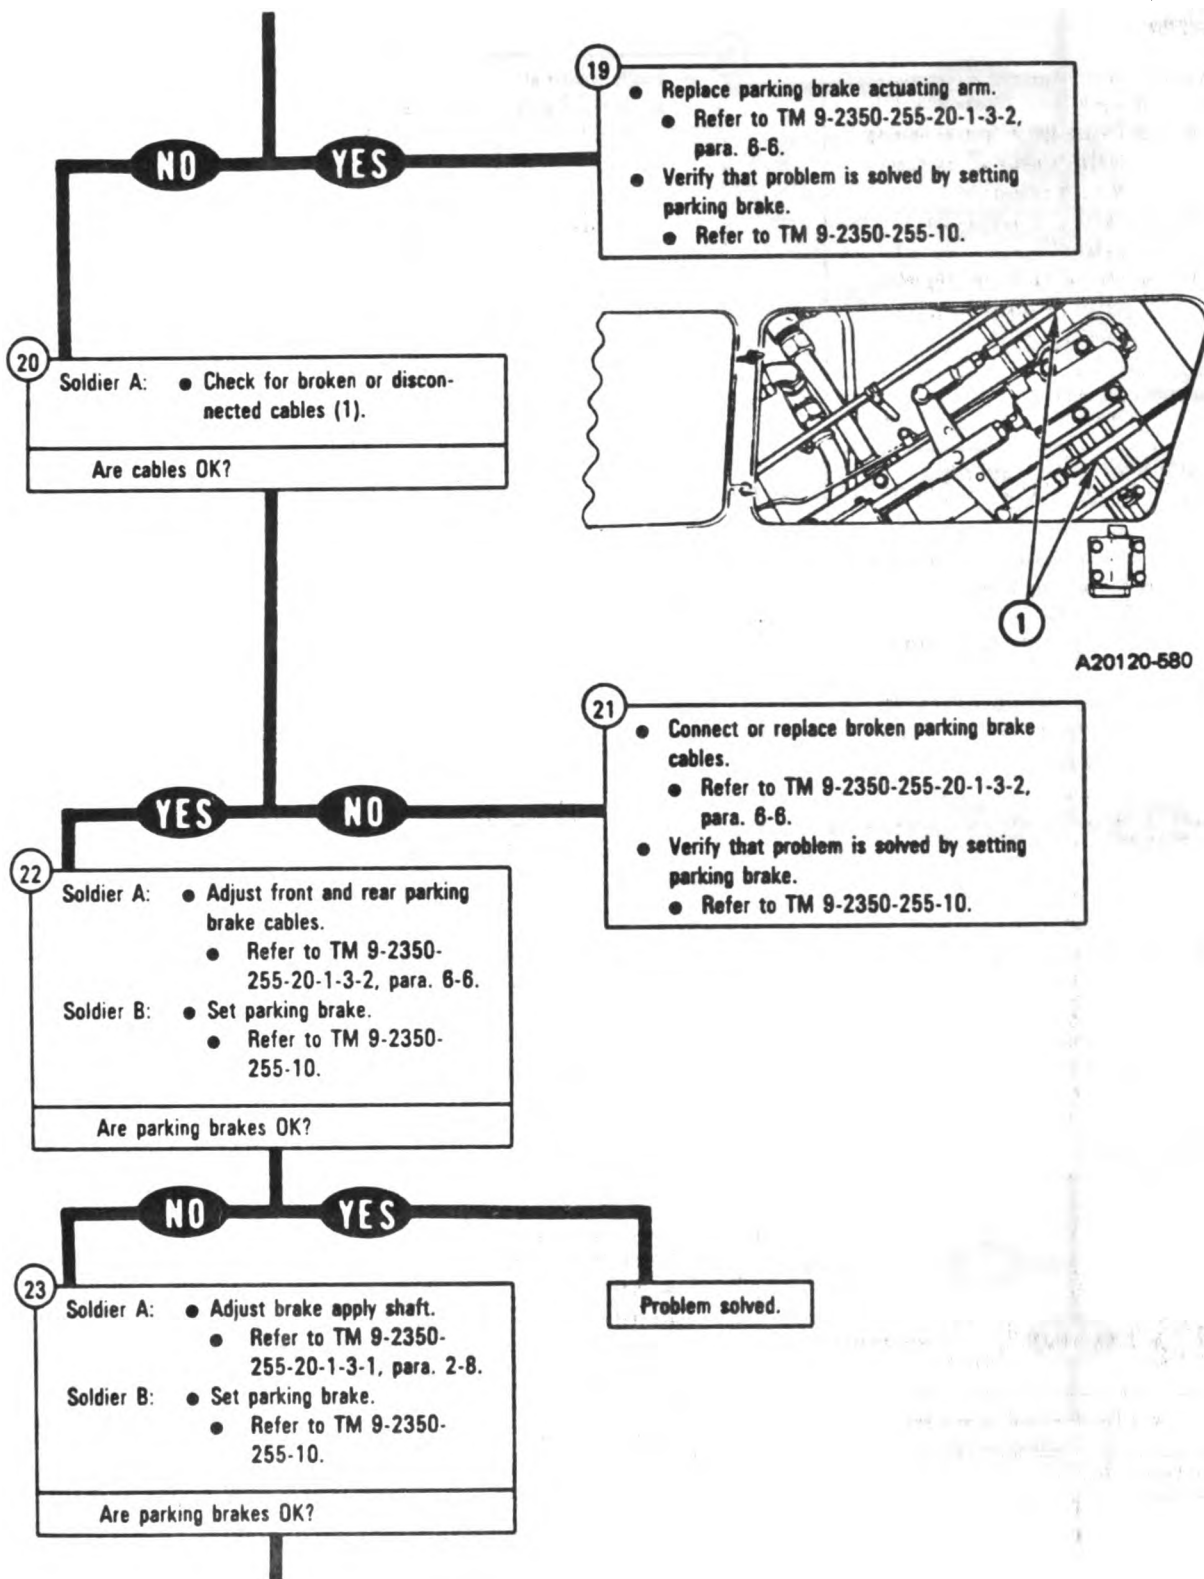 19
● Replace parking brake actuating arm.
● Refer to TM 9-2350-255-20-1-3-2,
para. 6-6.
● Verify that problem is solved by setting
parking brake.
● Refer to TM 9-2350-255-10.
NO
YES
20
Soldier A: ● Check for broken or discon-
nected cables (1).
Are cables OK?
1
A20120-580
21
● Connect or replace broken parking brake
cables.
● Refer to TM 9-2350-255-20-1-3-2,
para. 6-6.
● Verify that problem is solved by setting
parking brake.
● Refer to TM 9-2350-255-10.
YES
NO
22
Soldier A: ● Adjust front and rear parking
brake cables.
● Refer to TM 9-2350-
255-20-1-3-2, para. 6-6.
Soldier B: ● Set parking brake.
● Refer to TM 9-2350-
255-10.
Are parking brakes OK?
NO
YES
23
Soldier A: ● Adjust brake apply shaft.
● Refer to TM 9-2350-
255-20-1-3-1, para. 2-8.
Soldier B: ● Set parking brake.
● Refer to TM 9-2350-
255-10.
Are parking brakes OK?
Problem solved.